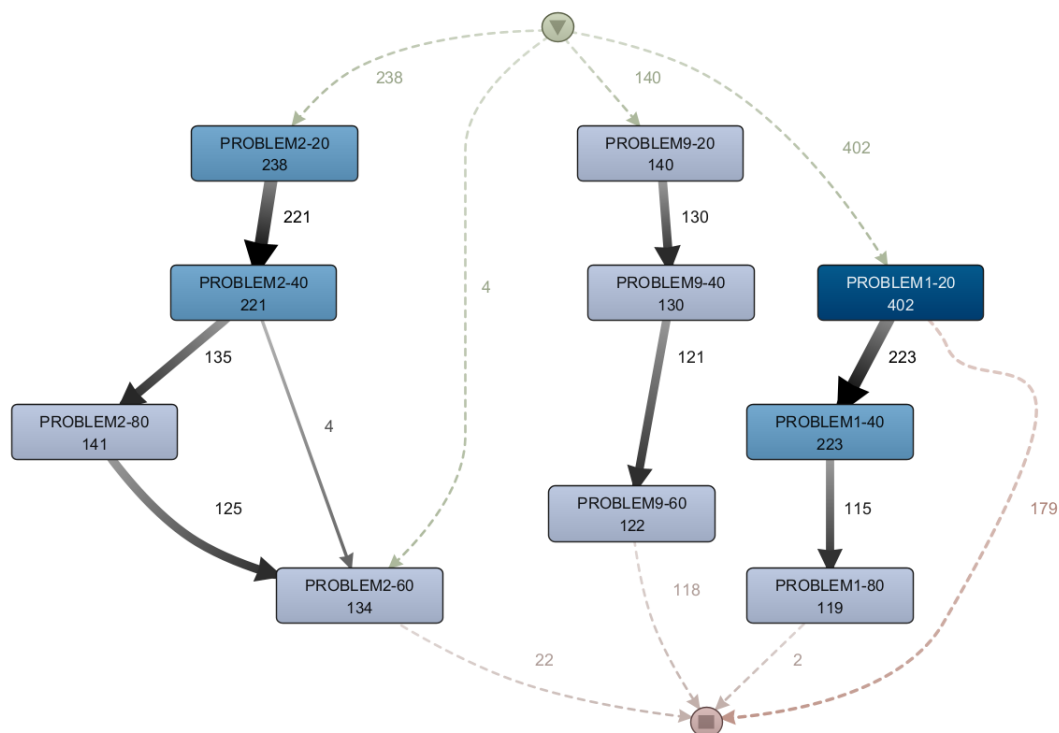 238
140
4
402
PROBLEM2-20
238
PROBLEM9-20
140
221
130
PROBLEM2-40
221
PROBLEM9-40
130
PROBLEM1-20
402
135
4
121
223
PROBLEM2-80
141
PROBLEM1-40
223
125
PROBLEM9-60
122
115
179
PROBLEM2-60
134
118
PROBLEM1-80
119
22
2